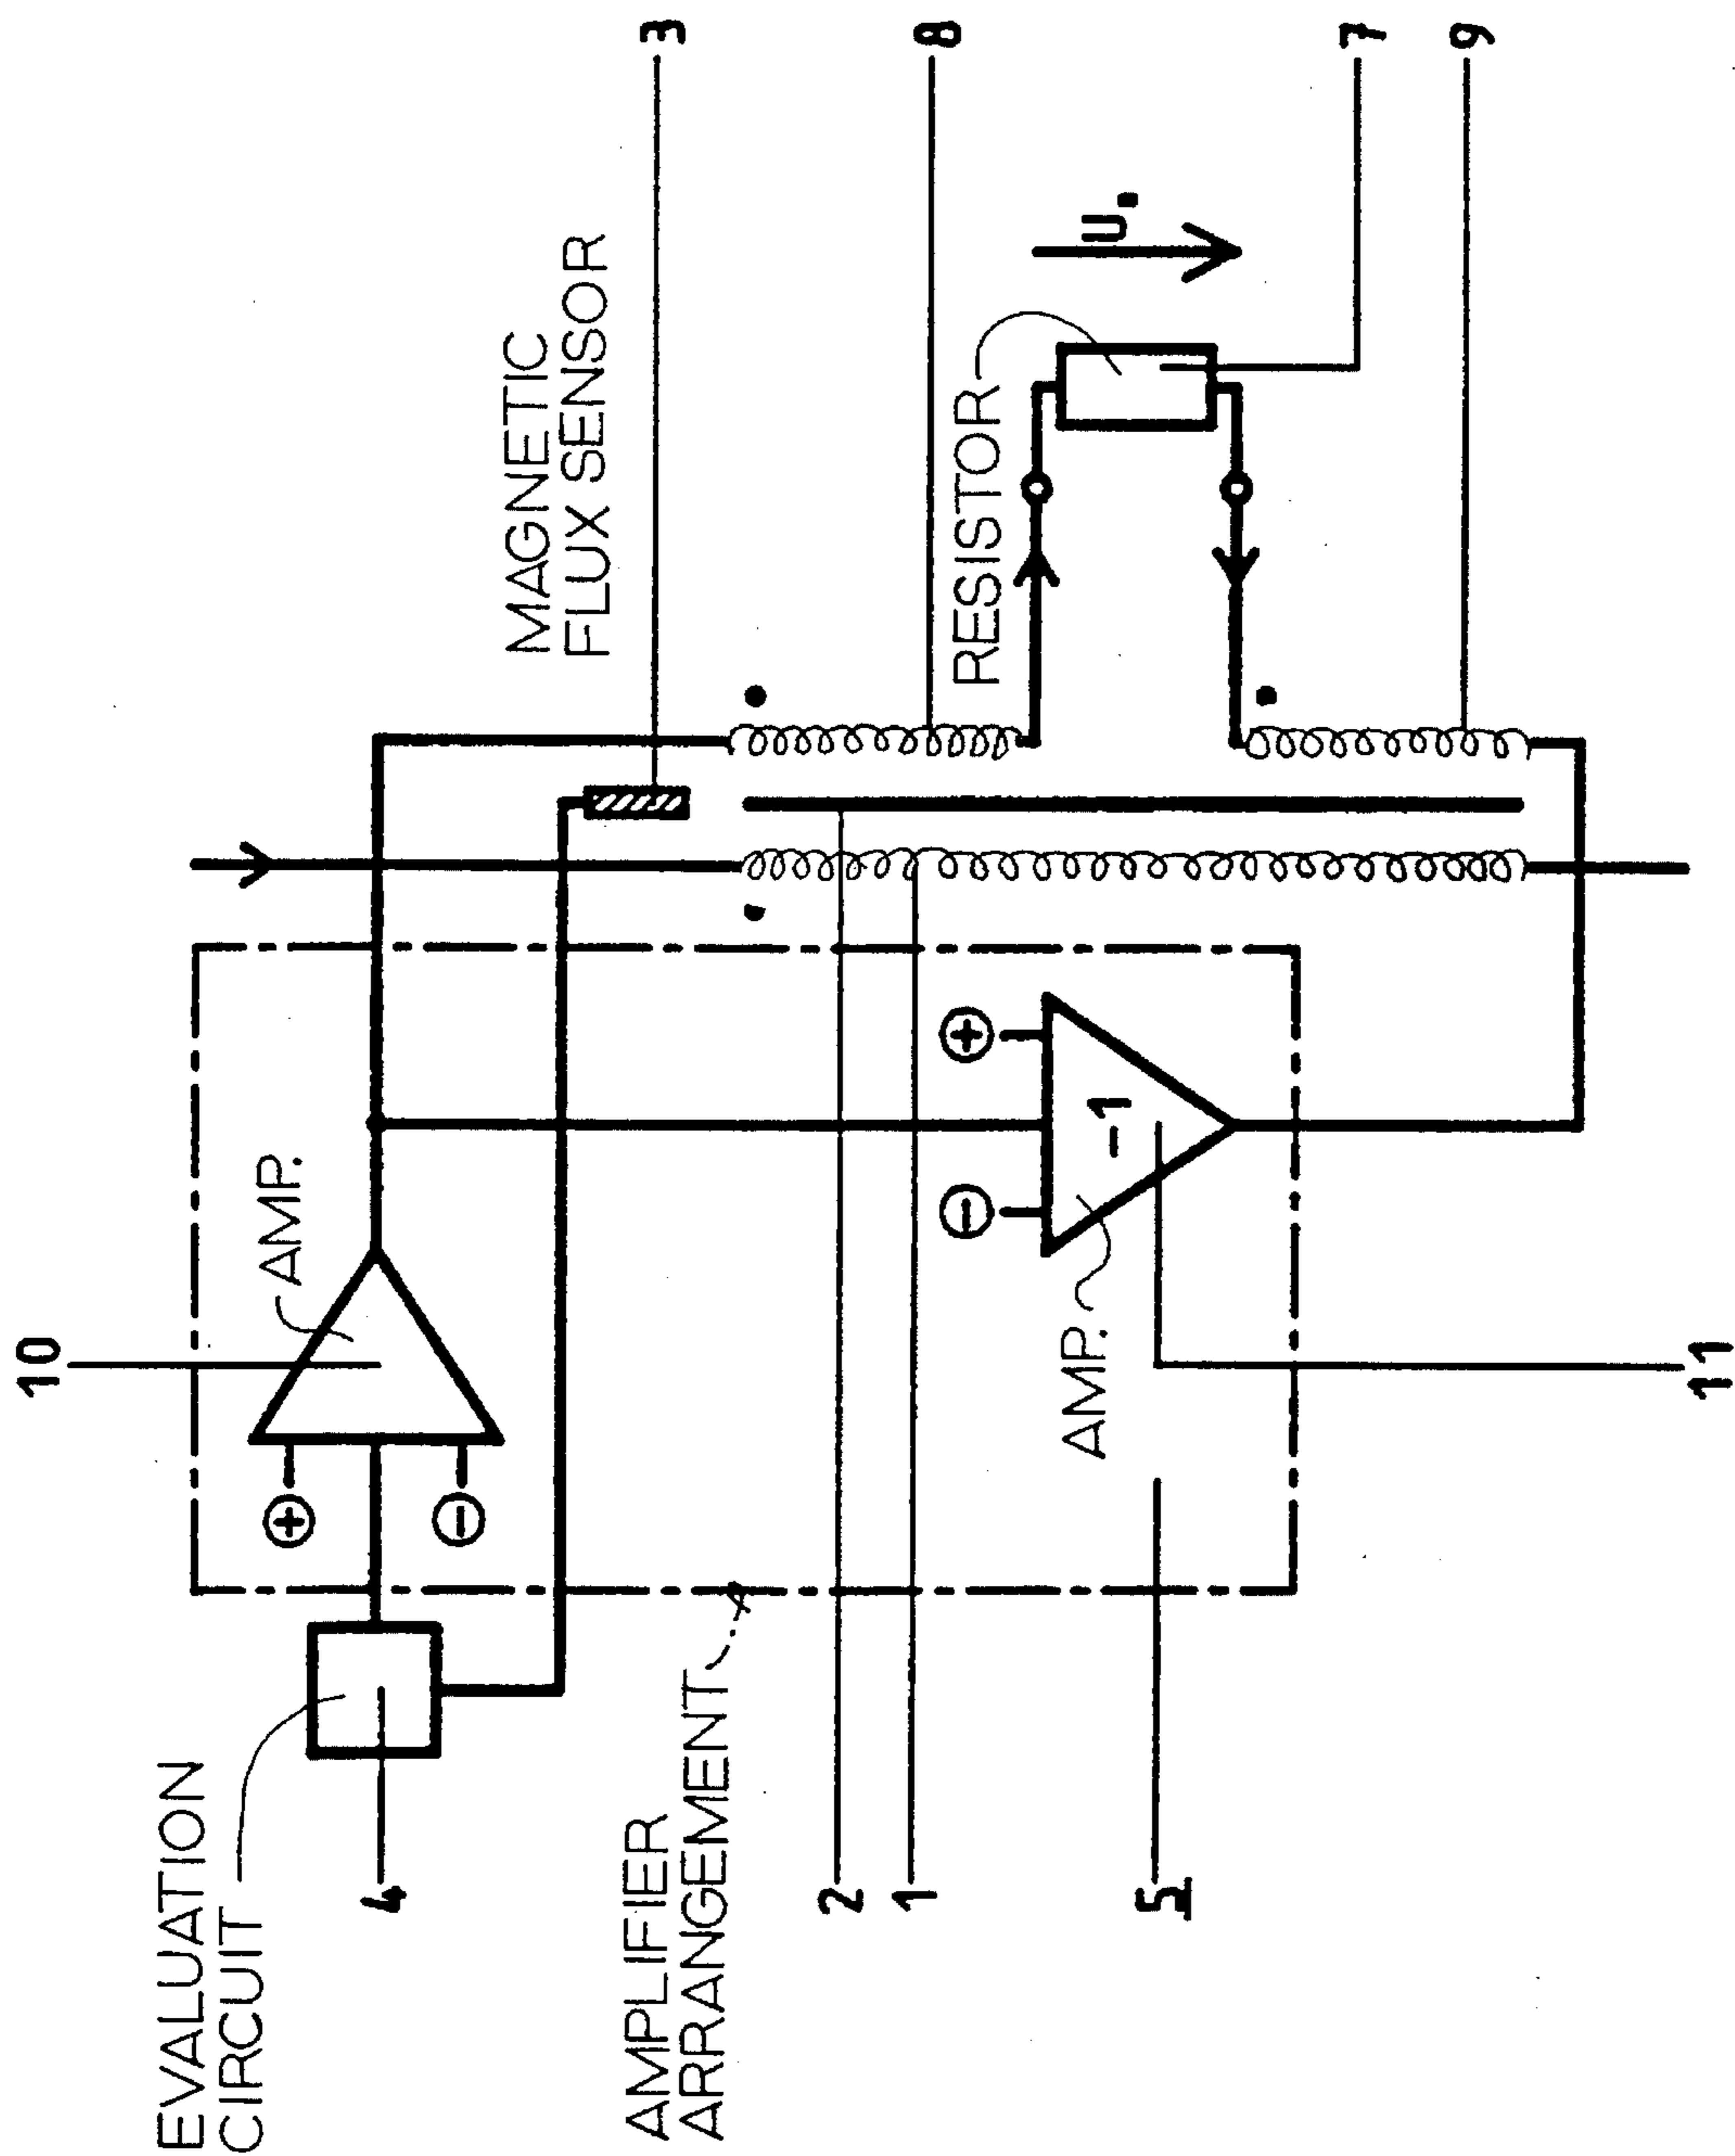 10
3
MAGNETIC
FLUX SENSOR
8
RESISTOR
U.
7
9
AMP.
+
-
EVALUATION
CIRCUIT
4
AMPLIFIER
ARRANGEMENT
2
1
5
-
+
-1
AMP.
11